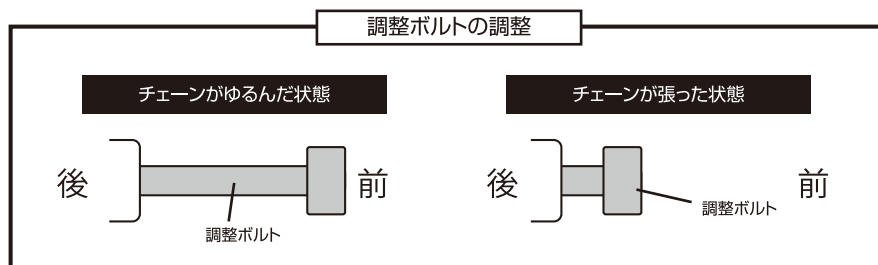 調整ボルトの調整
チェーンがゆるんだ状態
チェーンが張った状態
後
前
調整ボルト
後
前
調整ボルト